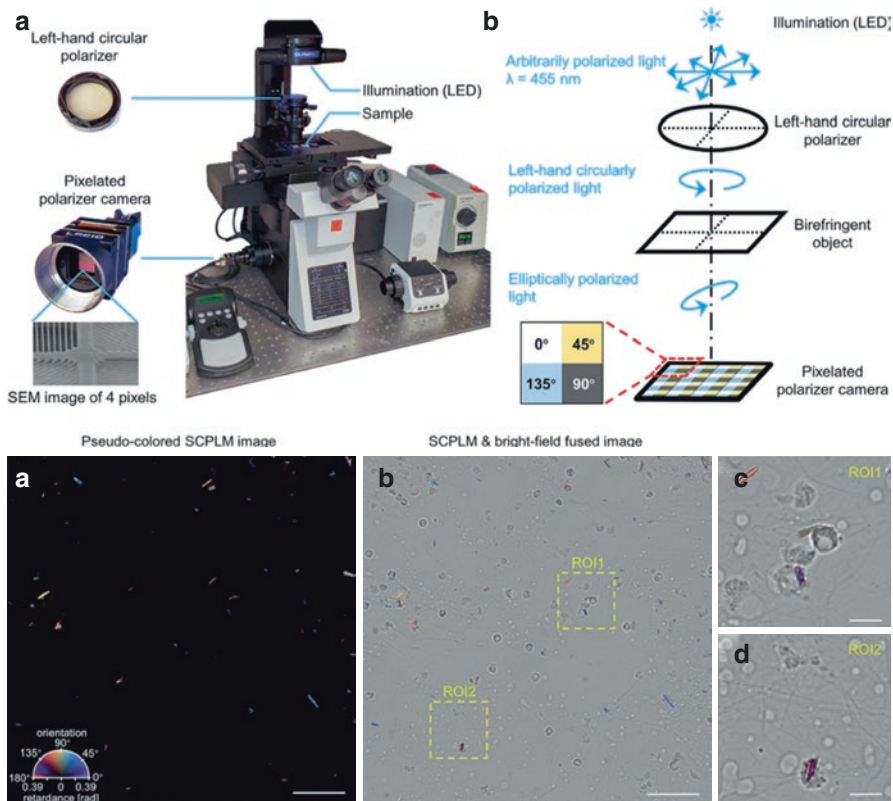 a
Left-hand circular
polarizer
Illumination (LED)
Sample
Pixelated
polarizer camera
LUCID
SEM image of 4 pixels
b
Illumination (LED)
Arbitrarily polarized light
λ = 455 nm
Left-hand circular
polarizer
Left-hand circularly
polarized light
Birefringent
object
Elliptically polarized
light
0° 45°
135° 90°
Pixelated
polarizer camera
Pseudo-colored SCPLM image
a
orientation
90°
135° 45°
180° 0°
0.39 0 0.39
retardance [rad]
SCPLM & bright-field fused image
b
ROI1
ROI2
c
ROI1
d
ROI2